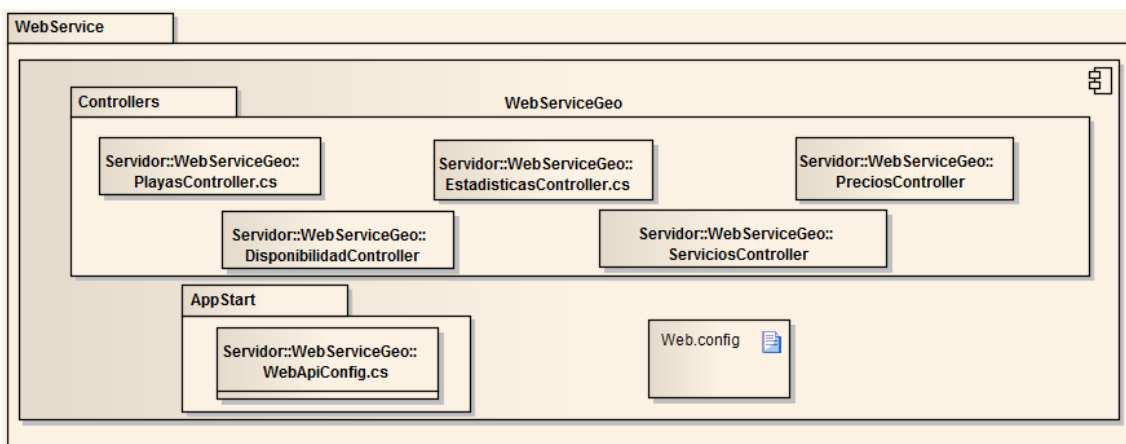 WebService
Controllers
WebServiceGeo
Servidor::WebServiceGeo::
PlayasController.cs
Servidor::WebServiceGeo::
EstadisticasController.cs
Servidor::WebServiceGeo::
PreciosController
Servidor::WebServiceGeo::
DisponibilidadController
Servidor::WebServiceGeo::
ServiciosController
AppStart
Servidor::WebServiceGeo::
WebApiConfig.cs
Web.config